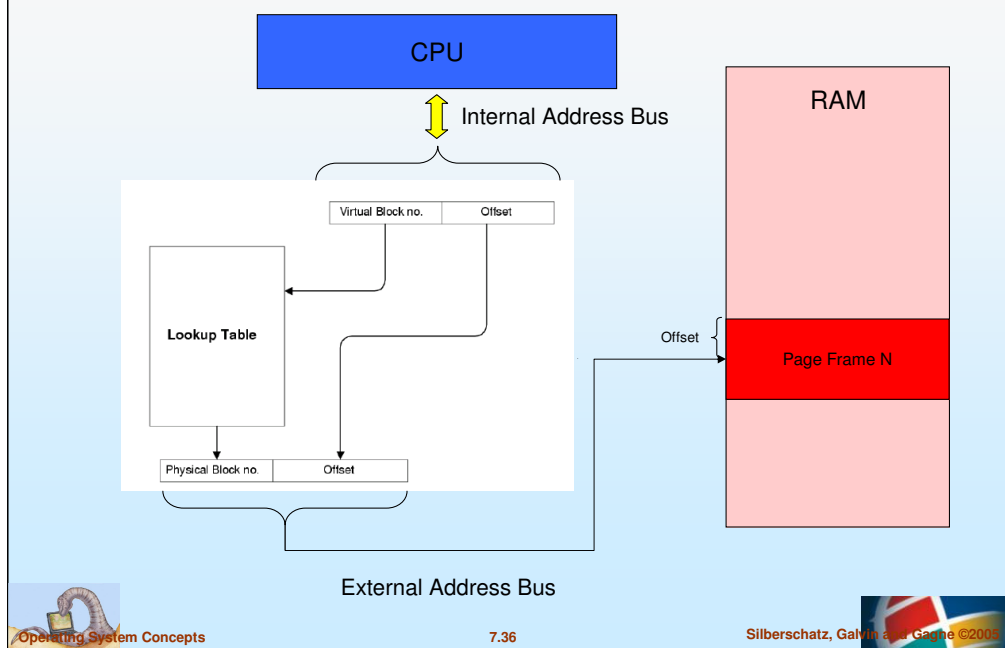 CPU
RAM
Internal Address Bus
Virtual Block no.
Offset
Lookup Table
Offset
Page Frame N
Physical Block no.
Offset
External Address Bus
Operating System Concepts
7.36
Silberschatz, Galvin and Gagne ©2005